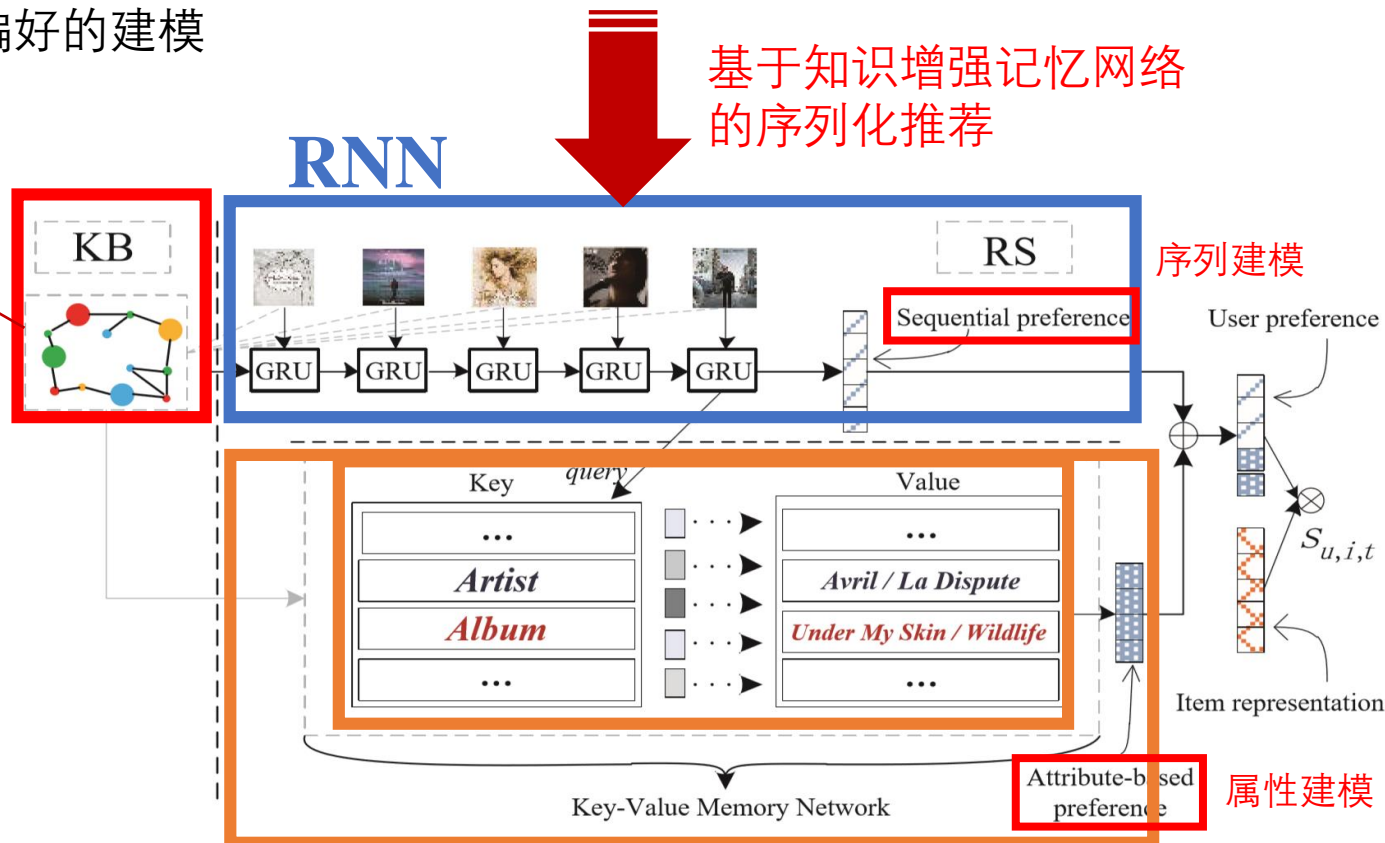 偏好的建模
基于知识增强记忆网络
的序列化推荐
RNN
KB
RS
序列建模
Sequential preference
User preference
GRU
GRU
GRU
GRU
GRU
query
Key
Value
...
...
Artist
Avril / La Dispute
Album
Under My Skin / Wildlife
...
...
S_{u,i,t}
Item representation
Key-Value Memory Network
Attribute-based
preference
属性建模